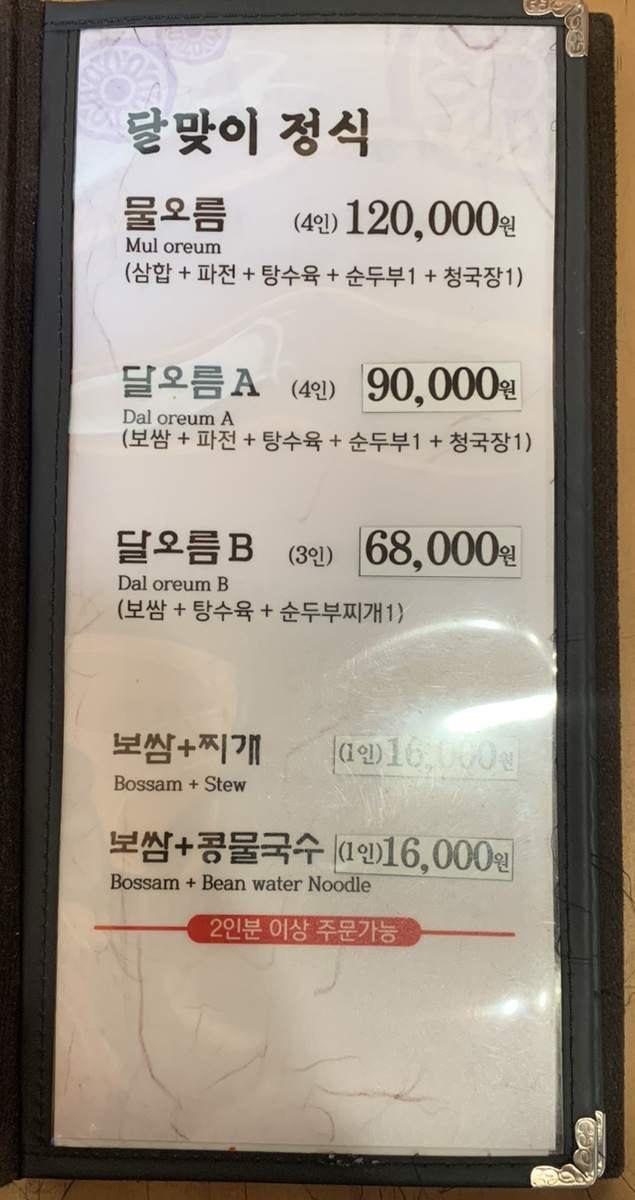 달맞이 정식
물오름 (4인) 120,000원
Mul oreum
(삼합 + 파전 + 탕수육 + 순두부1 + 청국장1)
달오름 A (4인) 90,000원
Dal oreum A
(보쌈 + 파전 + 탕수육 + 순두부1 + 청국장1)
달오름 B (3인) 68,000원
Dal oreum B
(보쌈 + 탕수육 + 순두부찌개1)
보쌈+찌개 (1인) 16,000원
Bossam + Stew
보쌈+콩물국수 (1인)16,000원
Bossam + Bean water Noodle
2인분 이상 주문가능